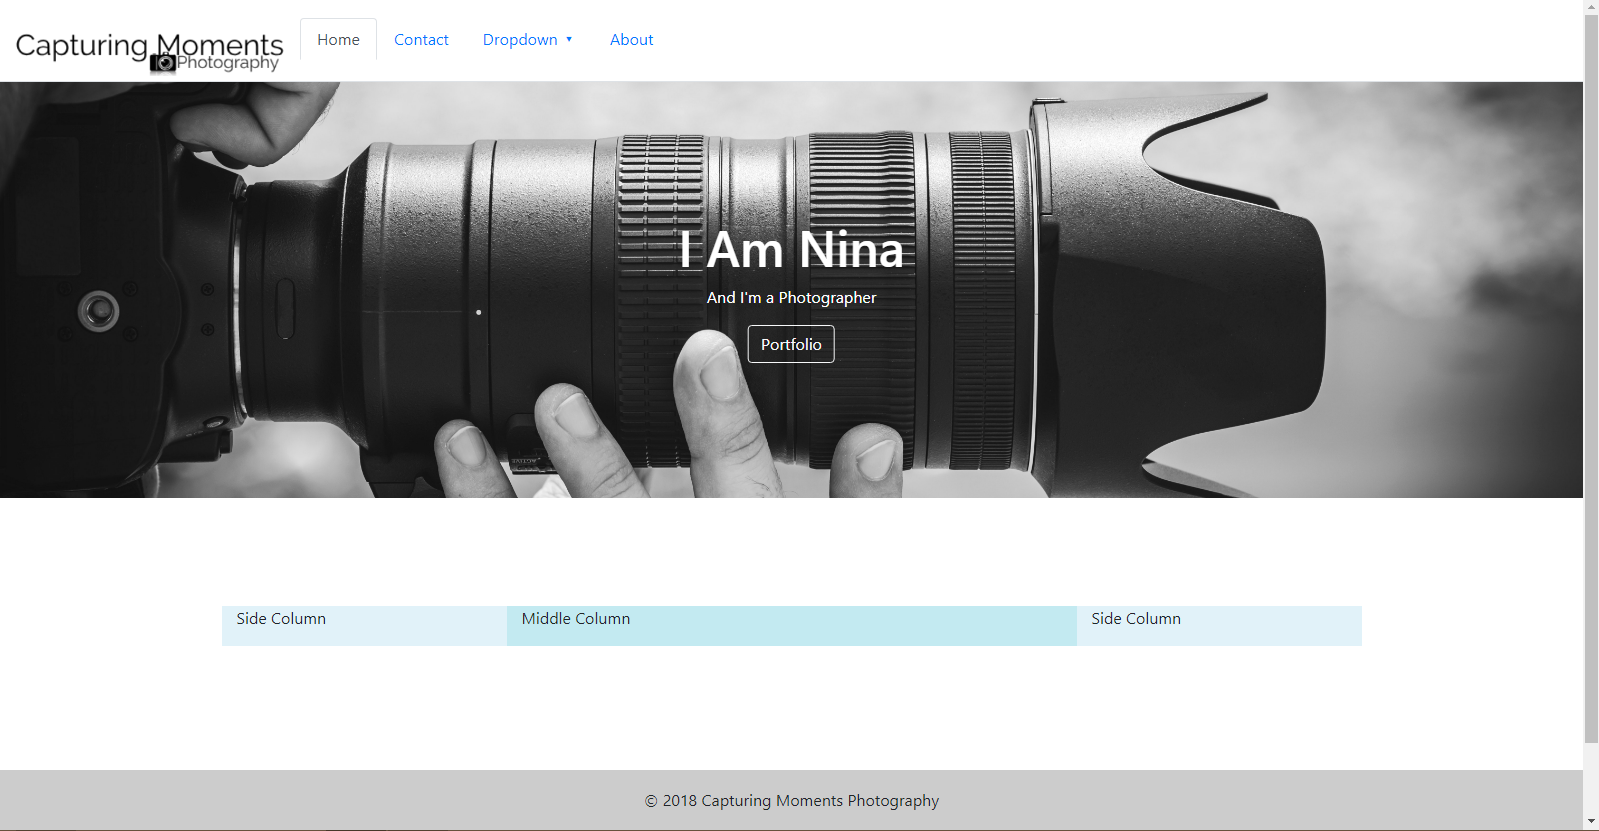 Capturing Moments
Photography
Home
Contact
Dropdown ▼
About
I Am Nina
And I'm a Photographer
Portfolio
Side Column
Middle Column
Side Column
© 2018 Capturing Moments Photography